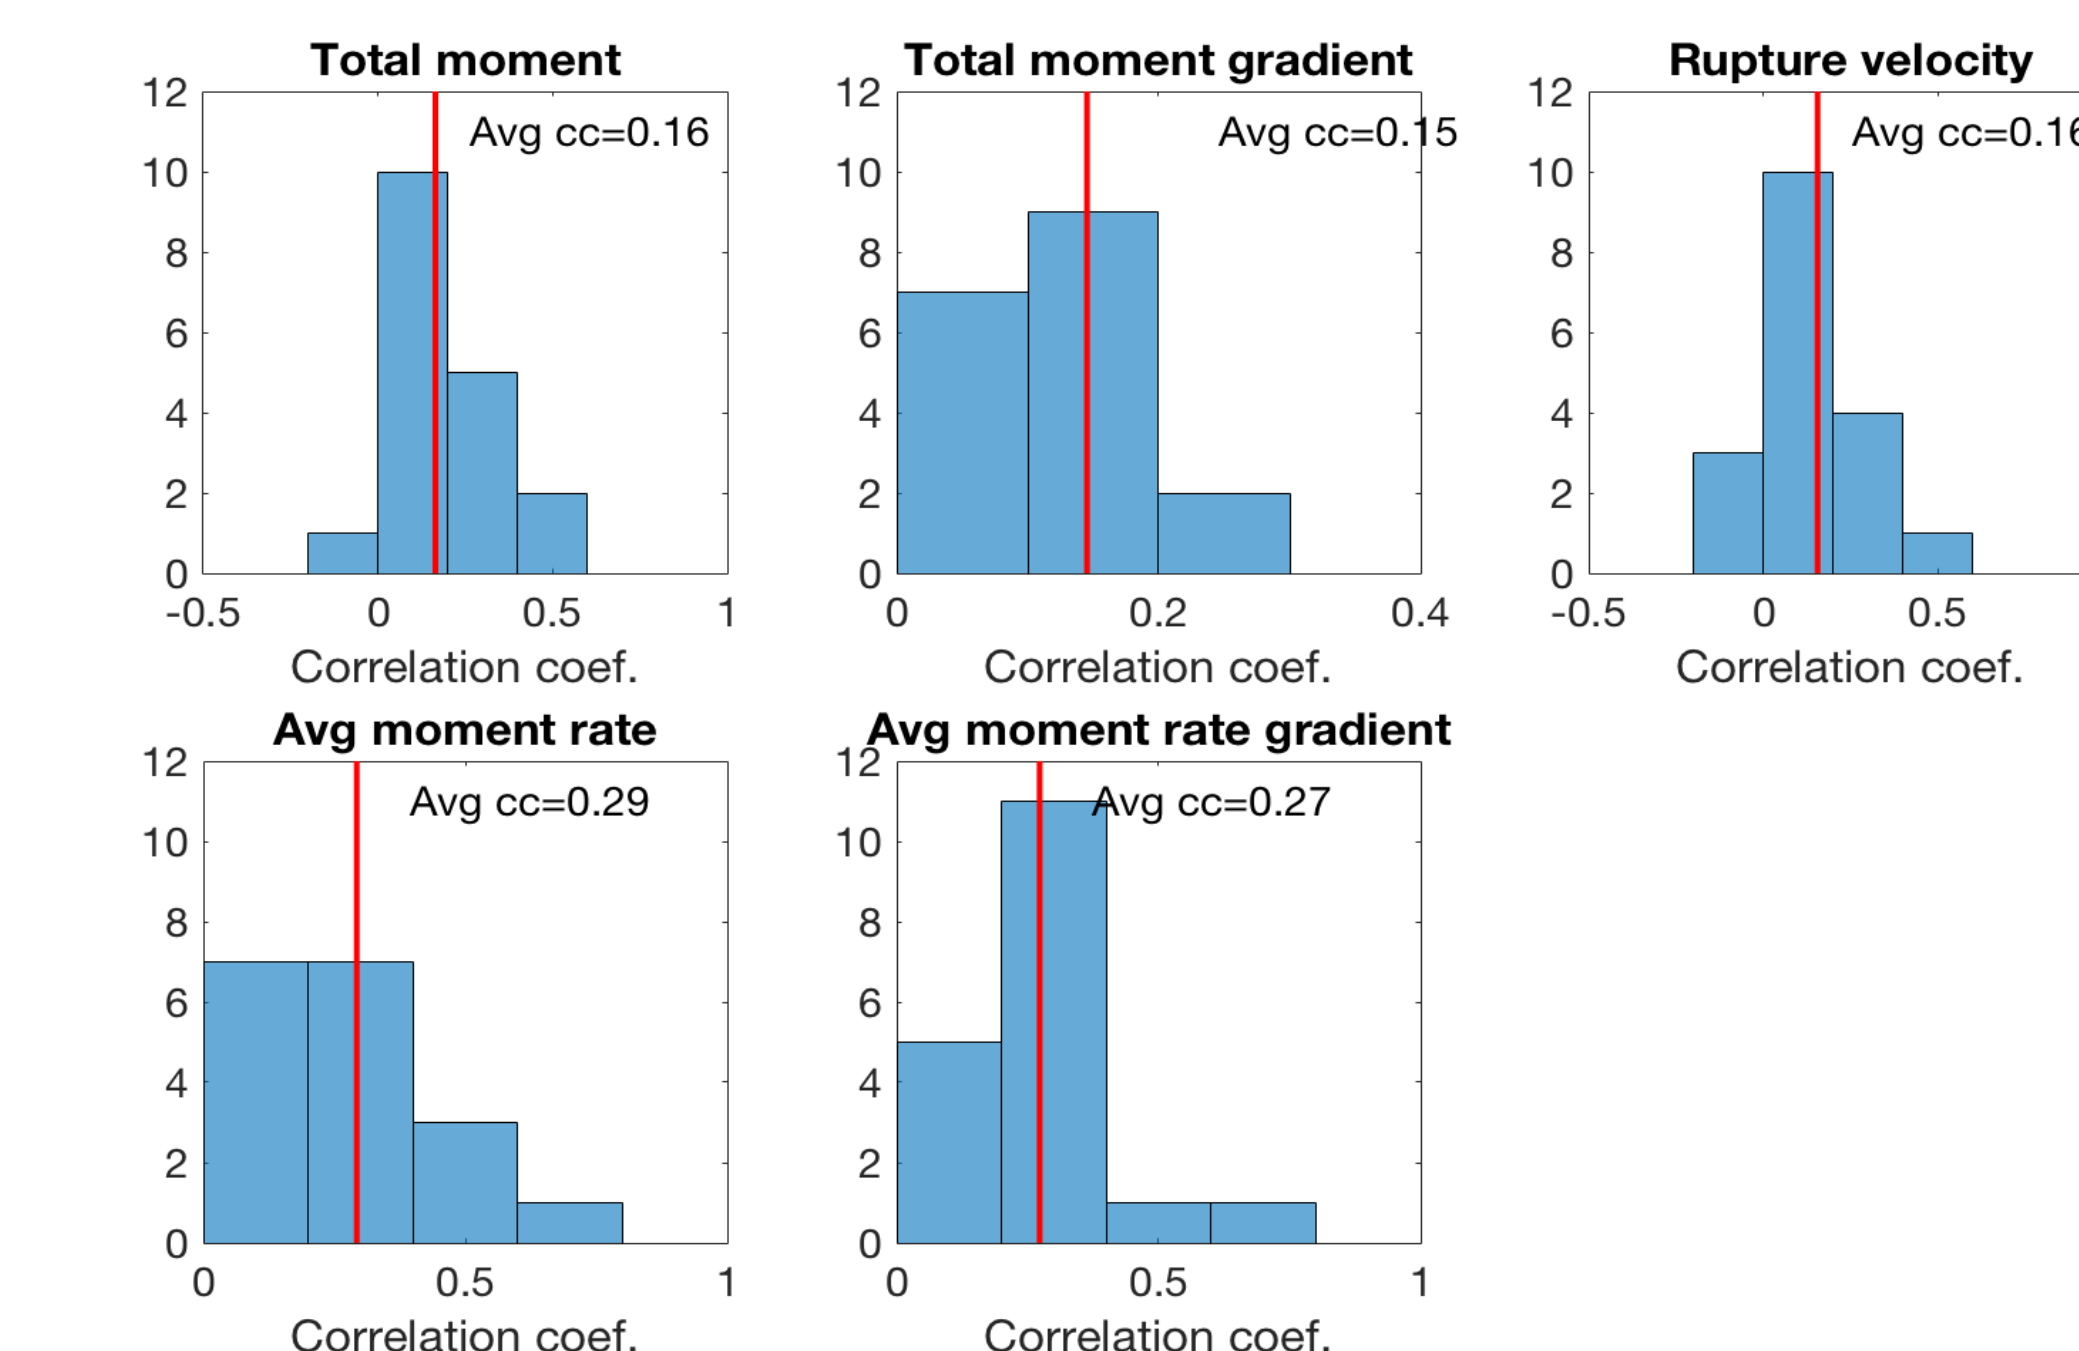 Total moment
12
10
8
6
4
2
0
-0.5 0 0.5 1
Avg cc=0.16
Correlation coef.
Total moment gradient
12
10
8
6
4
2
0
0 0.2 0.4
Avg cc=0.15
Correlation coef.
Rupture velocity
12
10
8
6
4
2
0
-0.5 0 0.5
Avg cc=0.16
Correlation coef.
Avg moment rate
12
10
8
6
4
2
0
0 0.5 1
Avg cc=0.29
Correlation coef.
Avg moment rate gradient
12
10
8
6
4
2
0
0 0.5 1
Avg cc=0.27
Correlation coef.